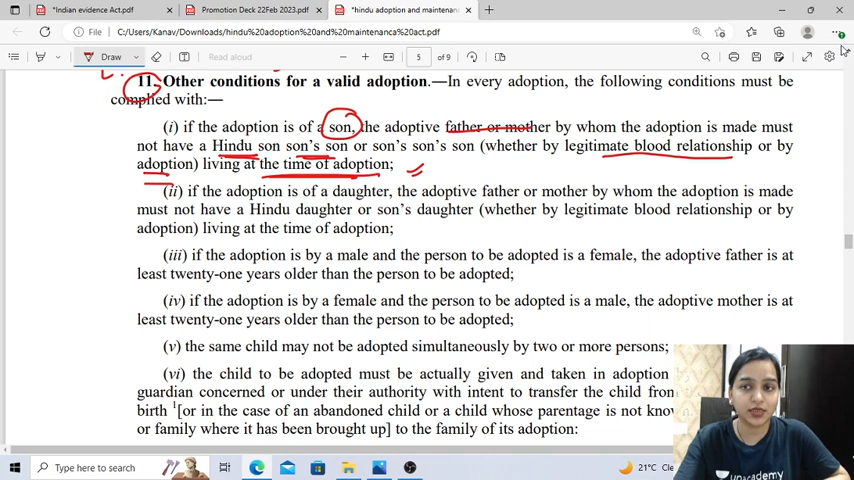 *Indian evidence Act.pdf
Promotion Deck 22Feb 2023.pdf
*hindu adoption and maintenanc
File
C:/Users/Kanav/Downloads/hindu%20adoption%20and%20maintenanca%20act.pdf
Draw
Read aloud
5 of 9
11. Other conditions for a valid adoption.—In every adoption, the following conditions must be
complied with:—
(i) if the adoption is of a son, the adoptive father or mother by whom the adoption is made must
not have a Hindu son son's son or son's son's son (whether by legitimate blood relationship or by
adoption) living at the time of adoption;
(ii) if the adoption is of a daughter, the adoptive father or mother by whom the adoption is made
must not have a Hindu daughter or son's daughter (whether by legitimate blood relationship or by
adoption) living at the time of adoption;
(iii) if the adoption is by a male and the person to be adopted is a female, the adoptive father is at
least twenty-one years older than the person to be adopted;
(iv) if the adoption is by a female and the person to be adopted is a male, the adoptive mother is at
least twenty-one years older than the person to be adopted;
(v) the same child may not be adopted simultaneously by two or more persons;
(vi) the child to be adopted must be actually given and taken in adoption
guardian concerned or under their authority with intent to transfer the child from
birth 1[or in the case of an abandoned child or a child whose parentage is not know
or family where it has been brought up] to the family of its adoption:
unacademy
Type here to search
21°C